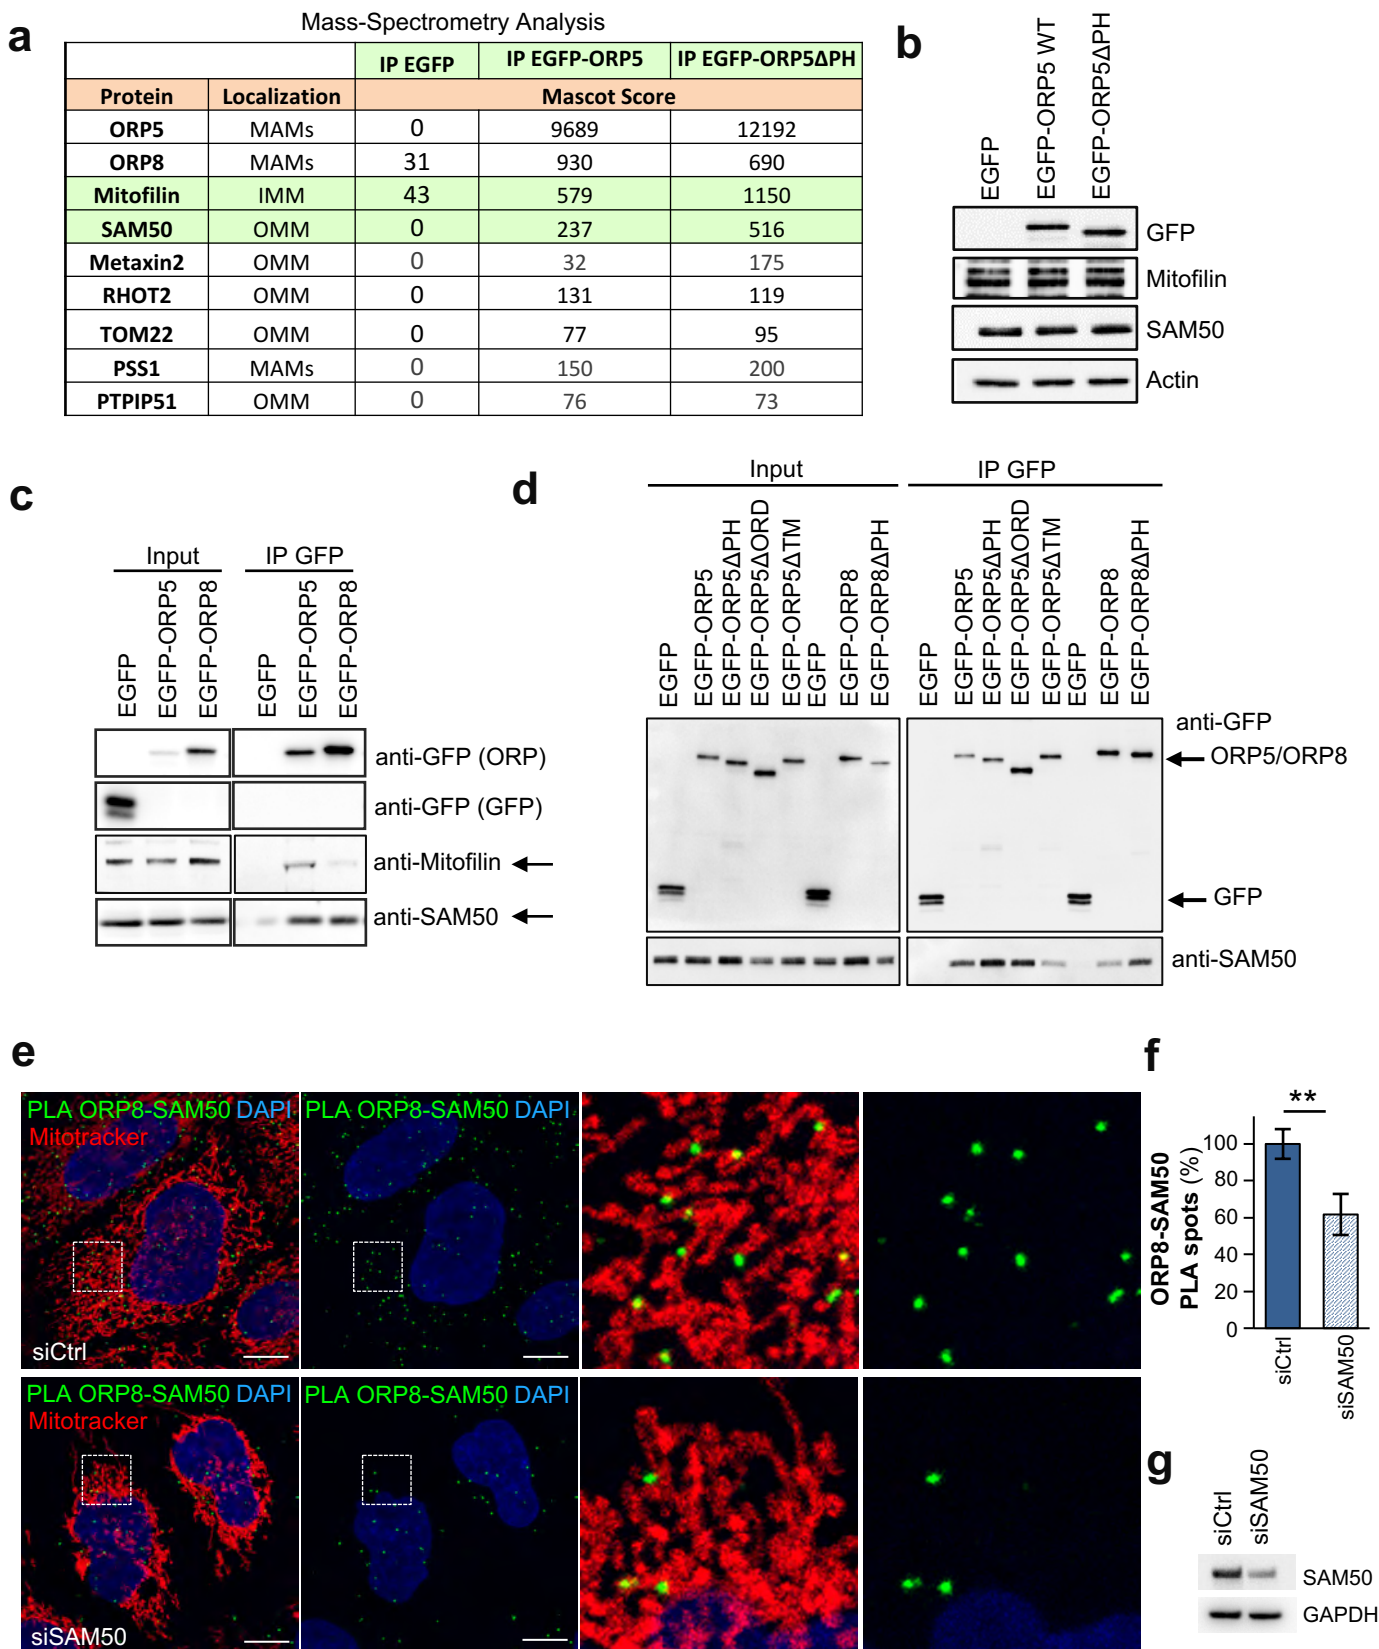 a
Mass-Spectrometry Analysis
IP EGFP IP EGFP-ORP5 IP EGFP-ORP5ΔPH
Protein Localization Mascot Score
ORP5 MAMs 0 9689 12192
ORP8 MAMs 31 930 690
Mitofilin IMM 43 579 1150
SAM50 OMM 0 237 516
Metaxin2 OMM 0 32 175
RHOT2 OMM 0 131 119
TOM22 OMM 0 77 95
PSS1 MAMs 0 150 200
PTPIP51 OMM 0 76 73
b
EGFP
EGFP-ORP5 WT
EGFP-ORP5ΔPH
GFP
Mitofilin
SAM50
Actin
c
Input IP GFP
EGFP
EGFP-ORP5
EGFP-ORP8
EGFP
EGFP-ORP5
EGFP-ORP8
anti-GFP (ORP)
anti-GFP (GFP)
anti-Mitofilin
anti-SAM50
d
Input IP GFP
EGFP
EGFP-ORP5
EGFP-ORP5ΔPH
EGFP-ORP5ΔORD
EGFP-ORP5ΔTM
EGFP
EGFP-ORP8
EGFP-ORP8ΔPH
EGFP
EGFP-ORP5
EGFP-ORP5ΔPH
EGFP-ORP5ΔORD
EGFP-ORP5ΔTM
EGFP
EGFP-ORP8
EGFP-ORP8ΔPH
anti-GFP
ORP5/ORP8
GFP
anti-SAM50
e
PLA ORP8-SAM50 DAPI
Mitotracker
siCtrl
PLA ORP8-SAM50 DAPI
PLA ORP8-SAM50 DAPI
Mitotracker
siSAM50
PLA ORP8-SAM50 DAPI
f
**
ORP8-SAM50
PLA spots (%)
100
80
60
40
20
0
siCtrl
siSAM50
g
siCtrl
siSAM50
SAM50
GAPDH